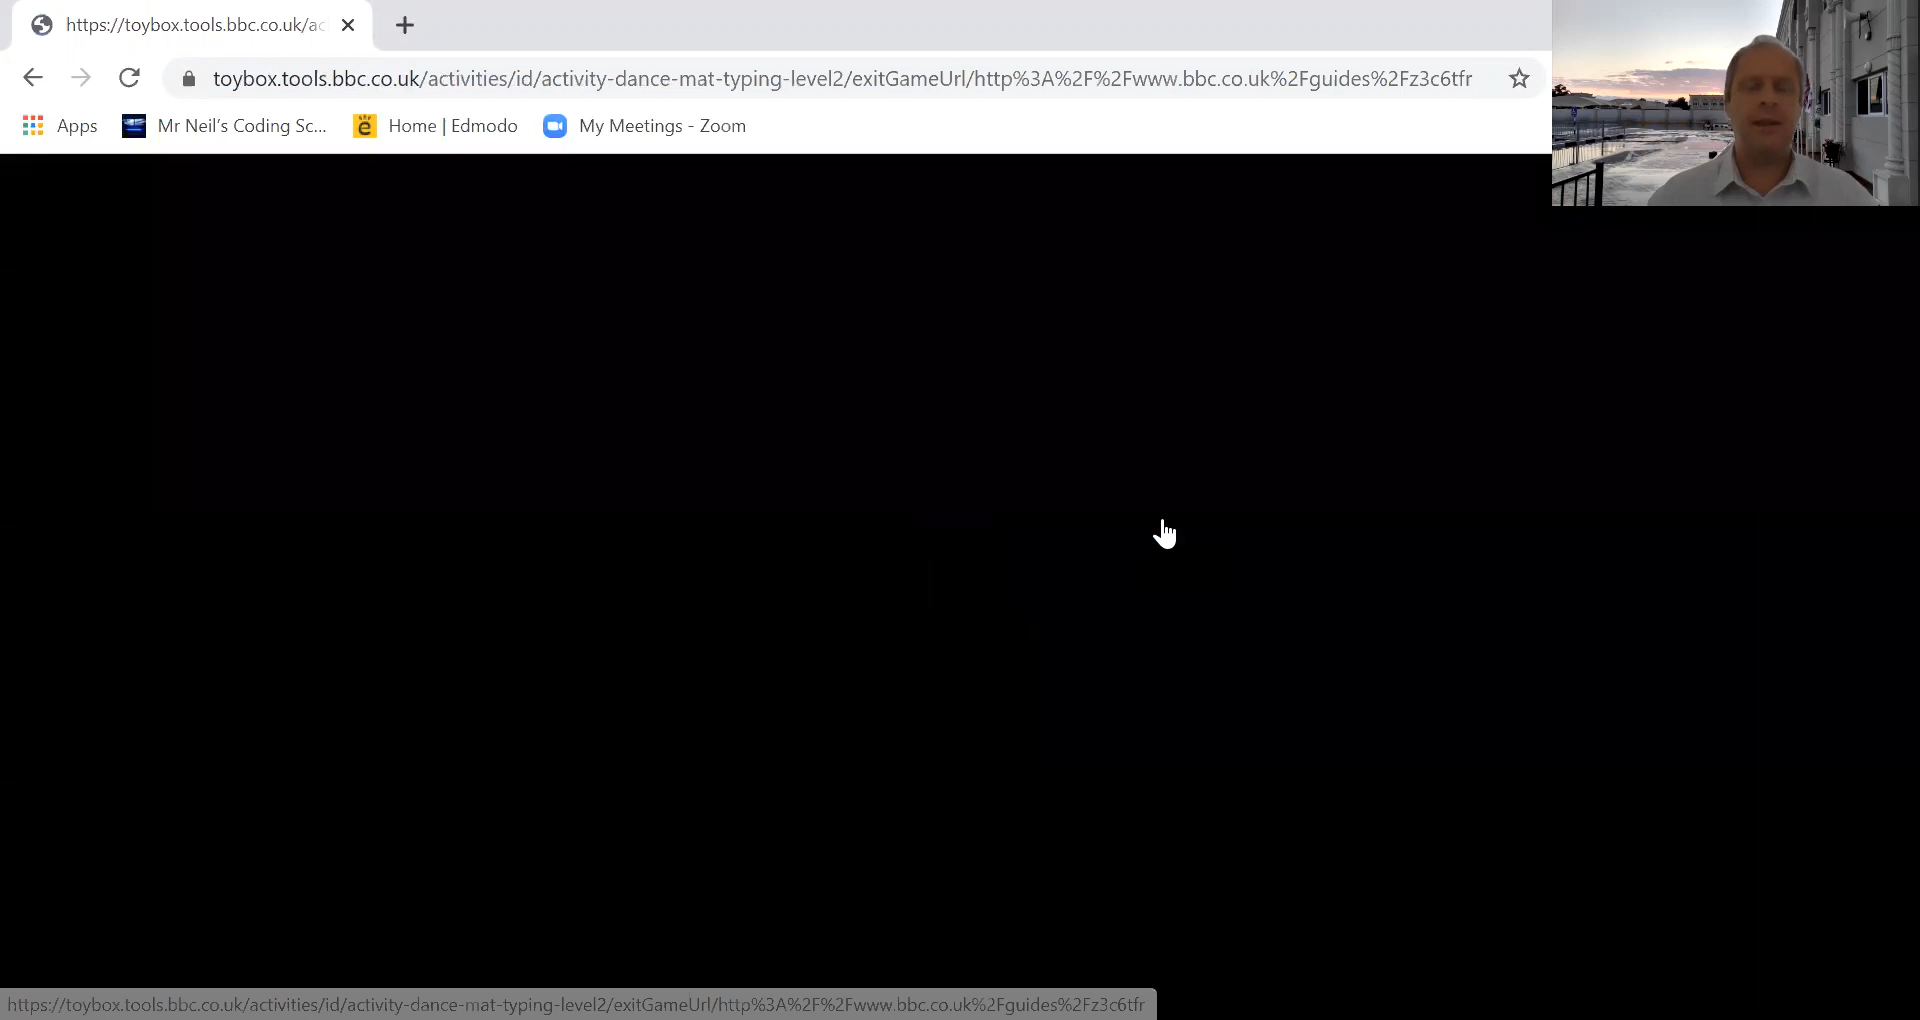 https://toybox.tools.bbc.co.uk/ac
toybox.tools.bbc.co.uk/activities/id/activity-dance-mat-typing-level2/exitGameUrl/http%3A%2F%2Fwww.bbc.co.uk%2Fguides%2Fz3c6tfr
Apps Mr Neil's Coding Sc... Home | Edmodo My Meetings - Zoom
https://toybox.tools.bbc.co.uk/activities/id/activity-dance-mat-typing-level2/exitGameUrl/http%3A%2F%2Fwww.bbc.co.uk%2Fguides%2Fz3c6tfr